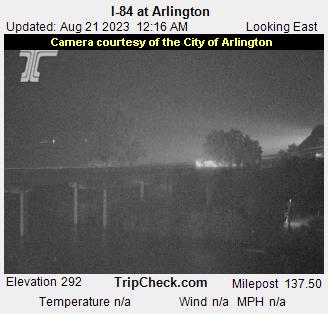 I-84 at Arlington
Updated: Aug 21 2023 12:16 AM Looking East
Camera courtesy of the City of Arlington
Elevation 292 TripCheck.com Milepost 137.50
Temperature n/a Wind n/a MPH n/a